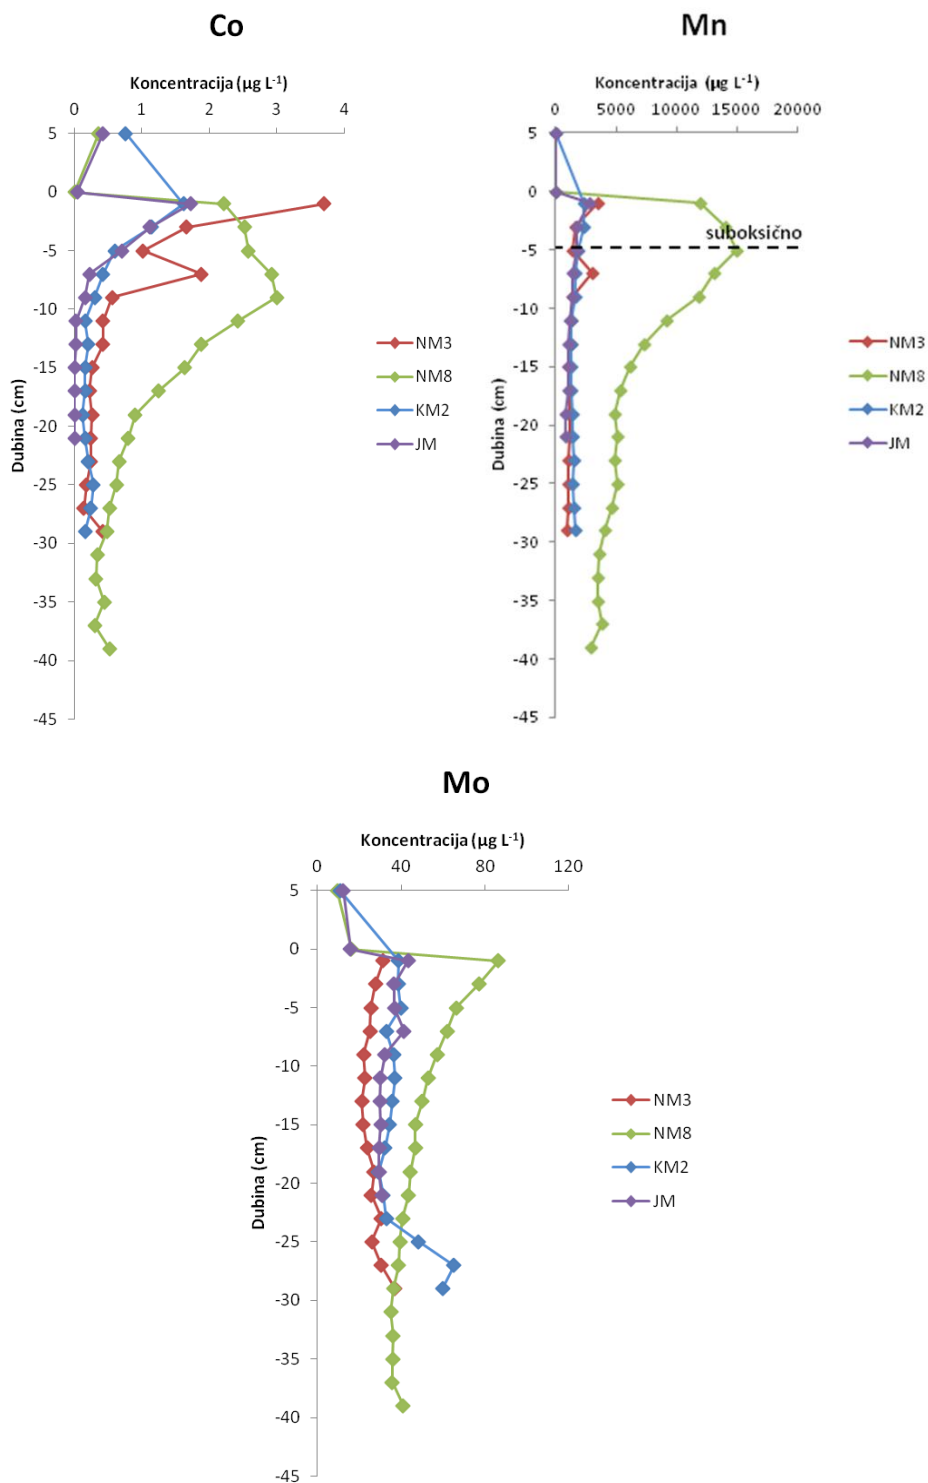 Co
Koncentracija (µg L⁻¹)
0 1 2 3 4
5
0
-5
-10
-15
-20
-25
-30
-35
-40
-45
Dubina (cm)
NM3
NM8
KM2
JM
Mn
Koncentracija (µg L⁻¹)
0 5000 10000 15000 20000
5
0
-5
-10
-15
-20
-25
-30
-35
-40
-45
Dubina (cm)
suboksično
NM3
NM8
KM2
JM
Mo
Koncentracija (µg L⁻¹)
0 40 80 120
5
0
-5
-10
-15
-20
-25
-30
-35
-40
-45
Dubina (cm)
NM3
NM8
KM2
JM